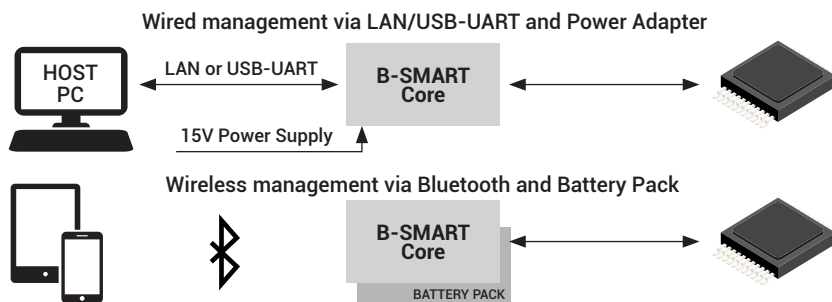 Wired management via LAN/USB-UART and Power Adapter
HOST
PC
LAN or USB-UART
B-SMART
Core
15V Power Supply
Wireless management via Bluetooth and Battery Pack
B-SMART
Core
BATTERY PACK